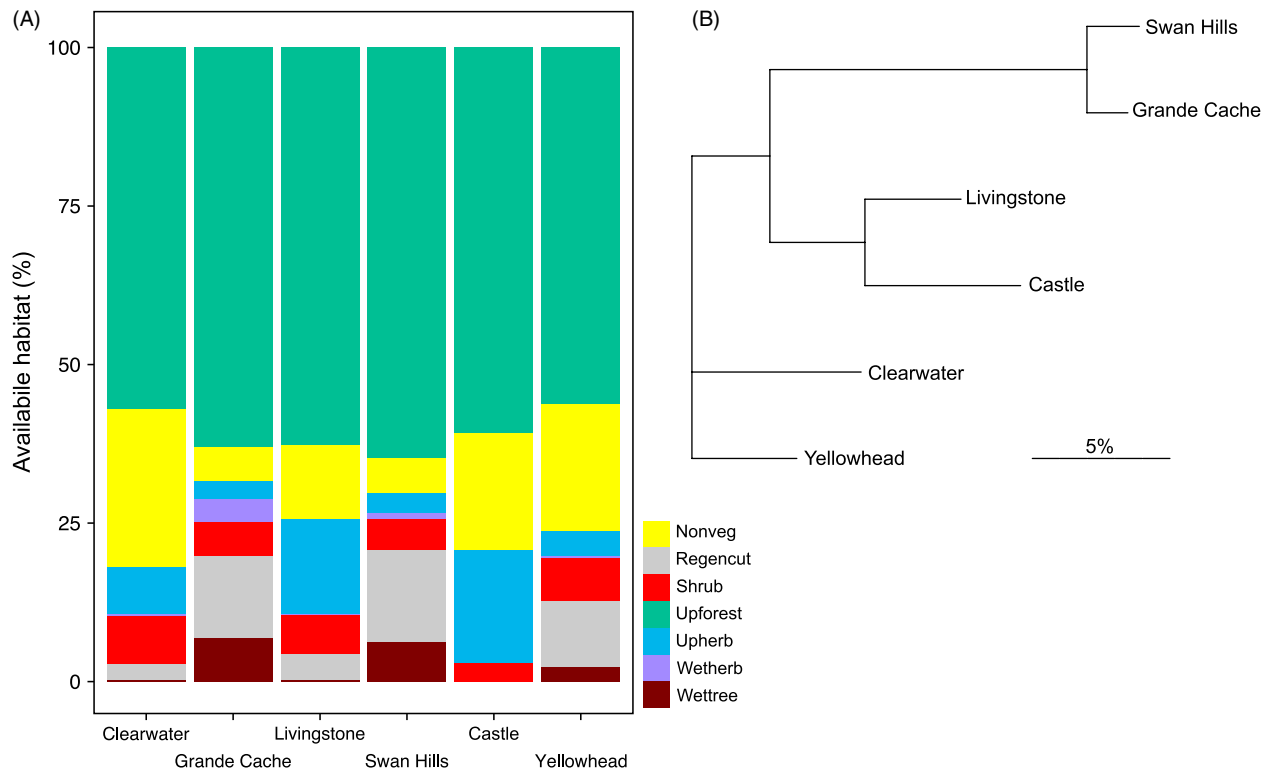 (A)
Availabile habitat (%)
100
75
50
25
0
Clearwater
Grande Cache
Livingstone
Swan Hills
Castle
Yellowhead
Nonveg
Regencut
Shrub
Upforest
Upherb
Wetherb
Wettree
(B)
Swan Hills
Grande Cache
Livingstone
Castle
Clearwater
Yellowhead
5%